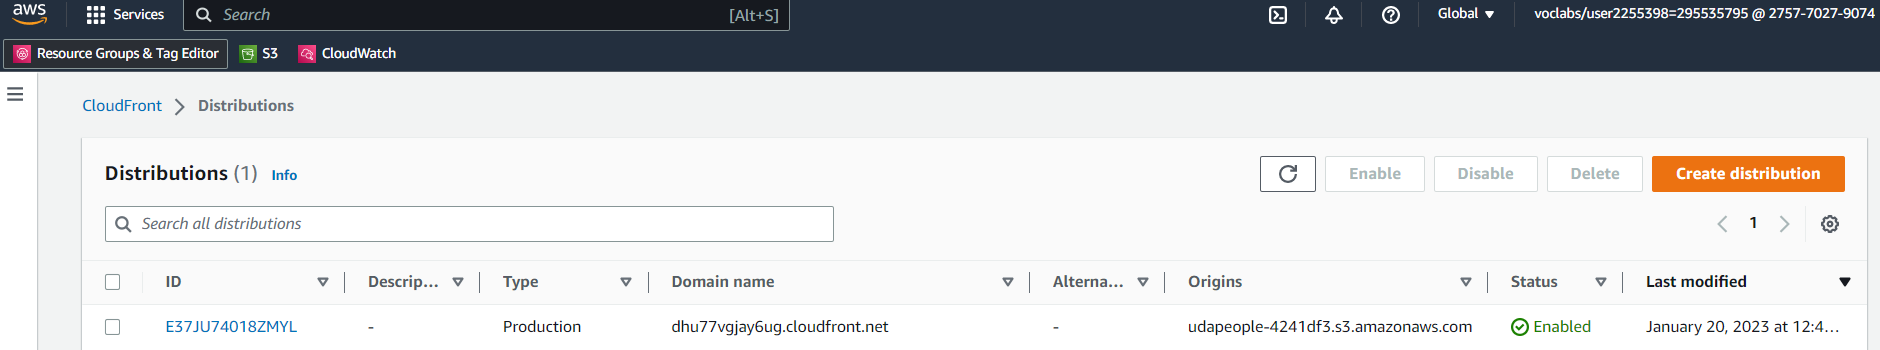 aws Services Search [Alt+S] Global voclabs/user2255398=295535795 @ 2757-7027-9074
Resource Groups & Tag Editor S3 CloudWatch
CloudFront Distributions
Distributions (1) Info Enable Disable Delete Create distribution
Search all distributions 1
ID Descrip... Type Domain name Alterna... Origins Status Last modified
E37JU74018ZMYL - Production dhu77vgjay6ug.cloudfront.net - udapeople-4241df3.s3.amazonaws.com Enabled January 20, 2023 at 12:4...